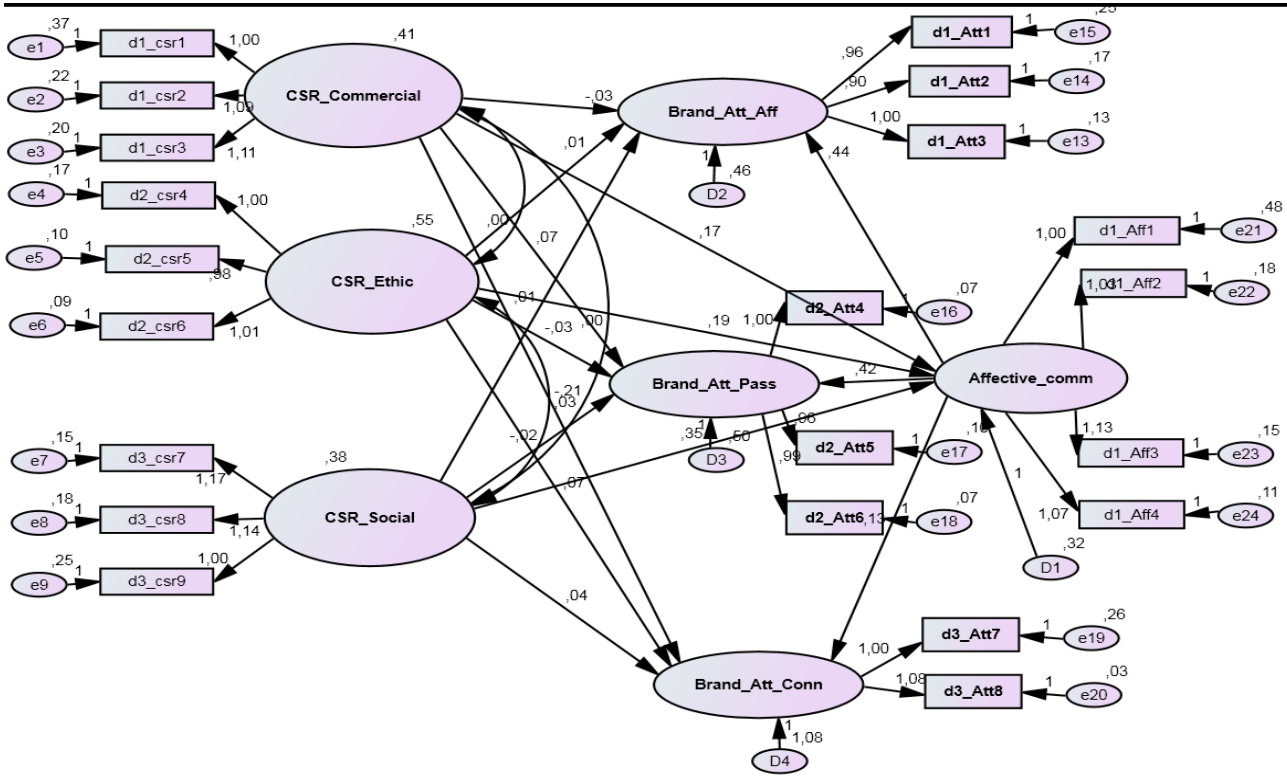 ,37
e1
1
d1_csr1
1,00
,22
e2
1
d1_csr2
1,09
,20
e3
1
d1_csr3
1,11
,41
CSR_Commercial
,17
e4
1
d2_csr4
1,00
,10
e5
1
d2_csr5
,98
,09
e6
1
d2_csr6
1,01
,55
CSR_Ethic
,15
e7
1
d3_csr7
1,17
,18
e8
1
d3_csr8
1,14
,25
e9
1
d3_csr9
1,00
,38
CSR_Social
-,03
,01
,00
,07
,17
,01
-,03
,00
,19
-,21
,03
-,02
,07
,50
,04
,44
,42
,13
Brand_Att_Aff
1
,46
D2
,96
d1_Att1
1
,25
e15
,90
d1_Att2
1
,17
e14
1,00
d1_Att3
1
,13
e13
Brand_Att_Pass
1
,35
D3
1,00
d2_Att4
1
,07
e16
,96
d2_Att5
1
e17
,99
d2_Att6
1
,07
e18
Affective_comm
1
,32
D1
1,00
d1_Aff1
1
,48
e21
d1_Aff2
1
,18
e22
1,13
d1_Aff3
1
,15
e23
1,07
d1_Aff4
1
,11
e24
Brand_Att_Conn
1
1,08
D4
1,00
d3_Att7
1
,26
e19
1,08
d3_Att8
1
,03
e20